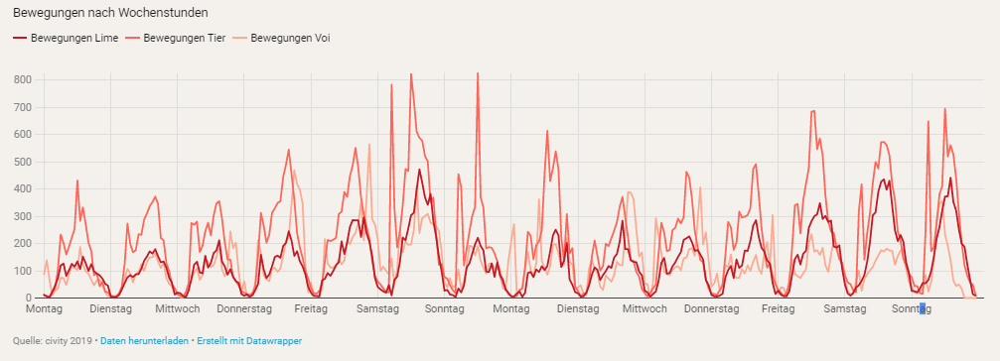 Bewegungen nach Wochenstunden
Bewegungen Lime Bewegungen Tier Bewegungen Voi
800
700
600
500
400
300
200
100
0
Montag Dienstag Mittwoch Donnerstag Freitag Samstag Sonntag Montag Dienstag Mittwoch Donnerstag Freitag Samstag Sonntag
Quelle: civity 2019 • Daten herunterladen • Erstellt mit Datawrapper